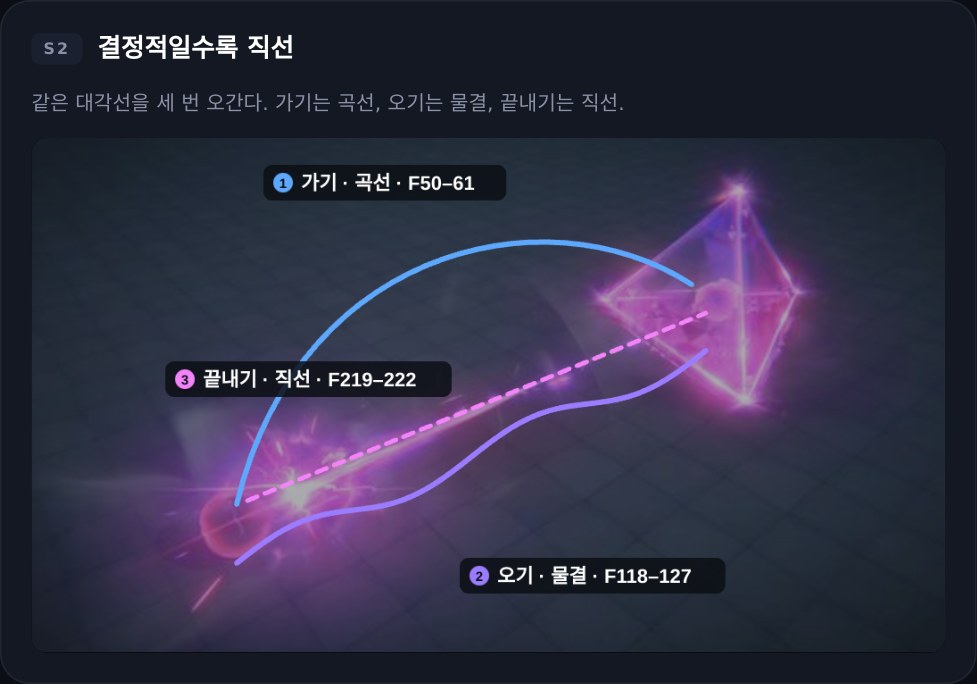 S2 결정적일수록 직선
같은 대각선을 세 번 오간다. 가기는 곡선, 오기는 물결, 끝내기는 직선.
1 가기 · 곡선 · F50–61
3 끝내기 · 직선 · F219–222
2 오기 · 물결 · F118–127